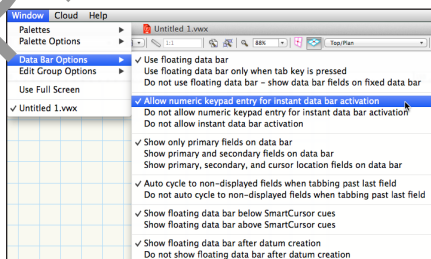 Window Cloud Help
Untitled 1.vwx
Palettes
Palette Options
1:1
88%
Top/Plan
Data Bar Options
Edit Group Options
Use Full Screen
✓ Untitled 1.vwx
✓ Use floating data bar
Use floating data bar only when tab key is pressed
Do not use floating data bar – show data bar fields on fixed data bar
✓ Allow numeric keypad entry for instant data bar activation
Do not allow numeric keypad entry for instant data bar activation
Do not allow instant data bar activation
✓ Show only primary fields on data bar
Show primary and secondary fields on data bar
Show primary, secondary, and cursor location fields on data bar
✓ Auto cycle to non-displayed fields when tabbing past last field
Do not auto cycle to non-displayed fields when tabbing past last field
✓ Show floating data bar below SmartCursor cues
Show floating data bar above SmartCursor cues
✓ Show floating data bar after datum creation
Do not show floating data bar after datum creation